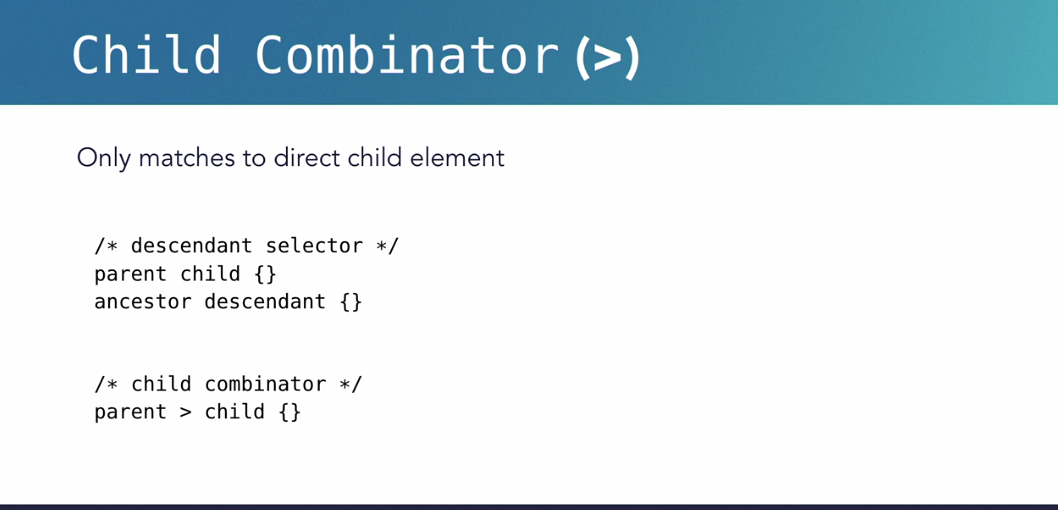 Child Combinator (>)
Only matches to direct child element
/* descendant selector */
parent child {}
ancestor descendant {}
/* child combinator */
parent > child {}